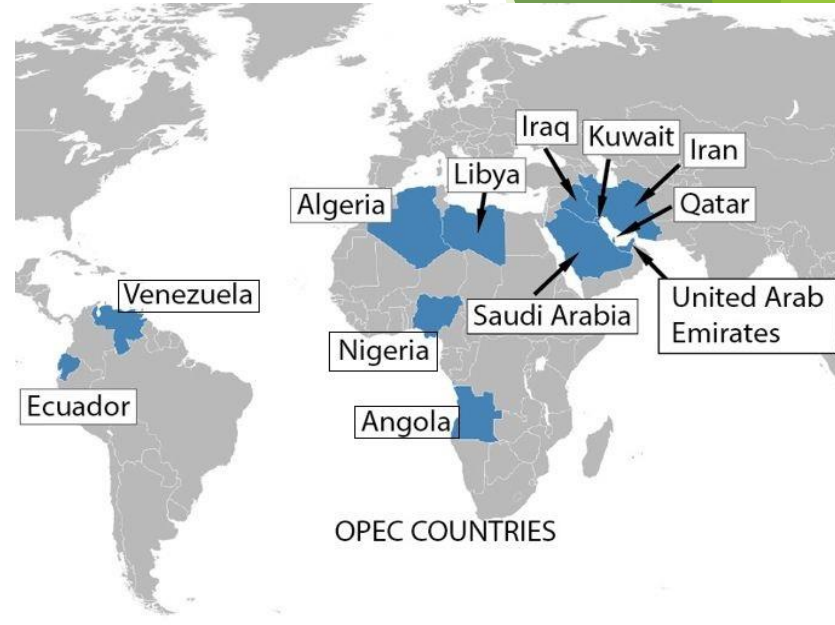 Iraq
Kuwait
Iran
Libya
Algeria
Qatar
Venezuela
Saudi Arabia
United Arab
Emirates
Nigeria
Ecuador
Angola
OPEC COUNTRIES